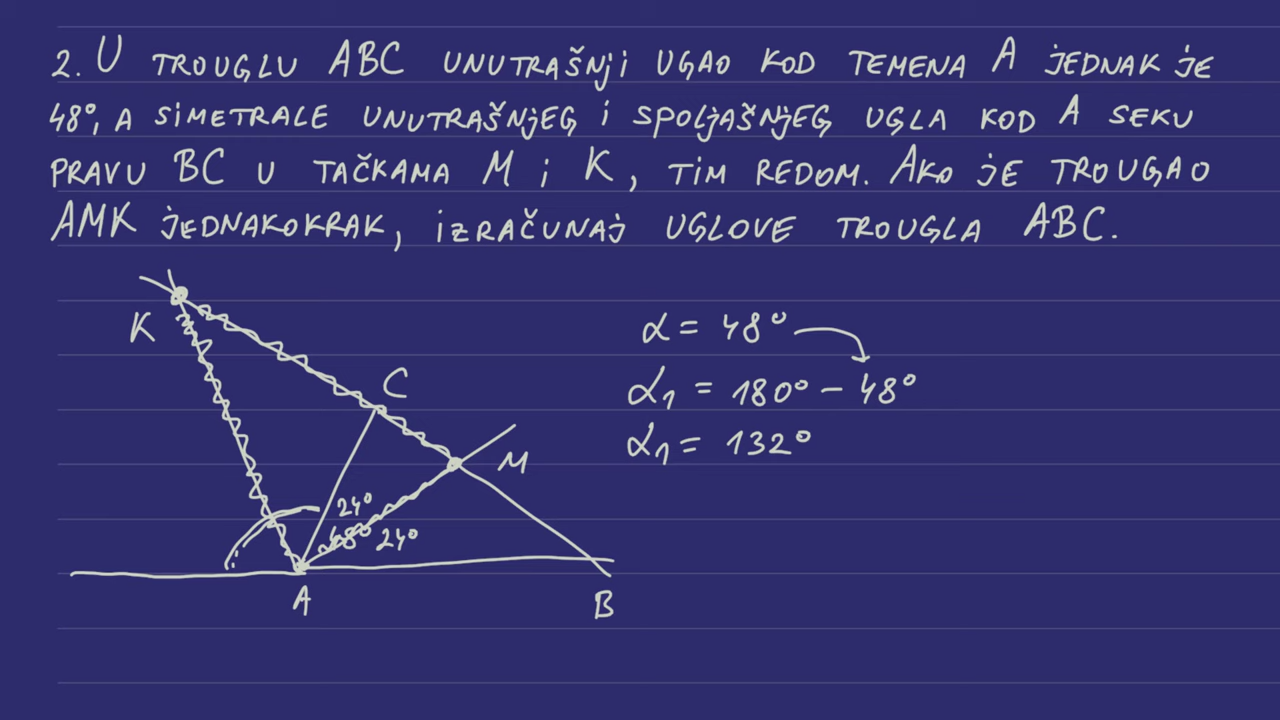 2. U TROUGLU ABC UNUTRAŠNJI UGAO KOD TEMENA A JEDNAK JE
48°, A SIMETRALE UNUTRAŠNJEG I SPOLJAŠNJEG UGLA KOD A SEKU
PRAVU BC U TAČKAMA M I K, TIM REDOM. AKO JE TROUGAO
AMK JEDNAKOKRAK, IZRAČUNAJ UGLOVE TROUGLA ABC.
K
C
M
24°
48° 24°
A
B
α = 48°
α₁ = 180° - 48°
α₁ = 132°